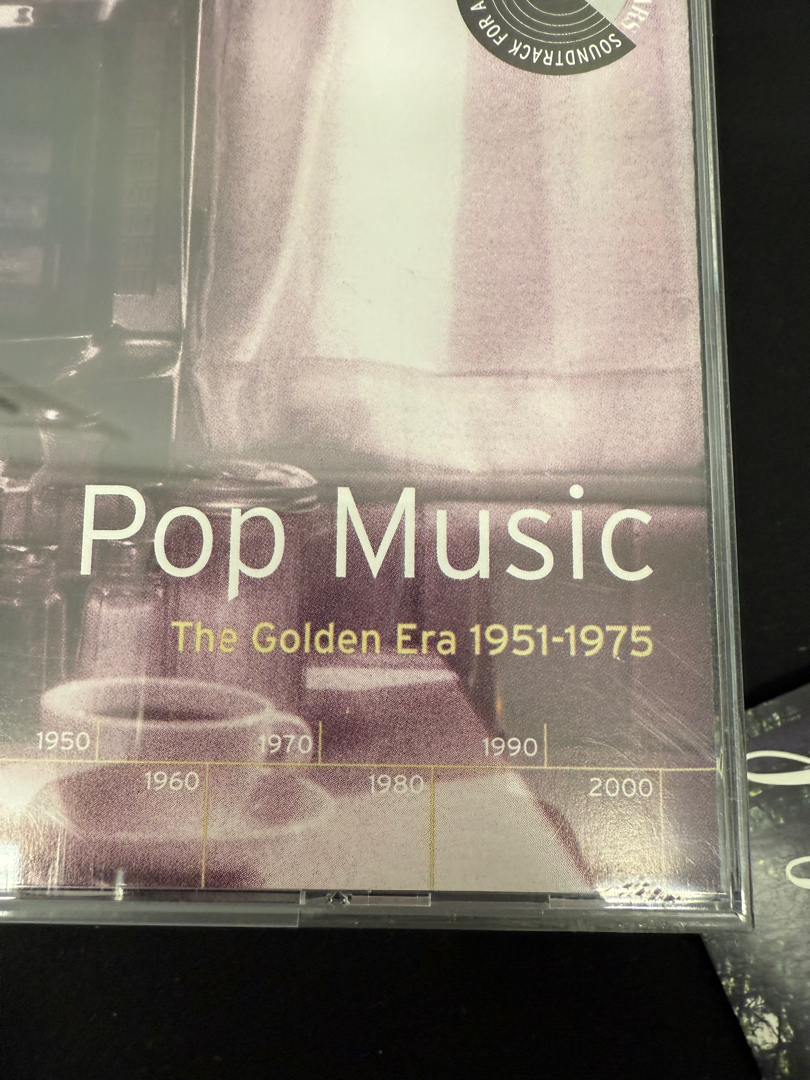 SOUNDTRACK FOR A
Pop Music
The Golden Era 1951-1975
1950 1970 1990
1960 1980 2000